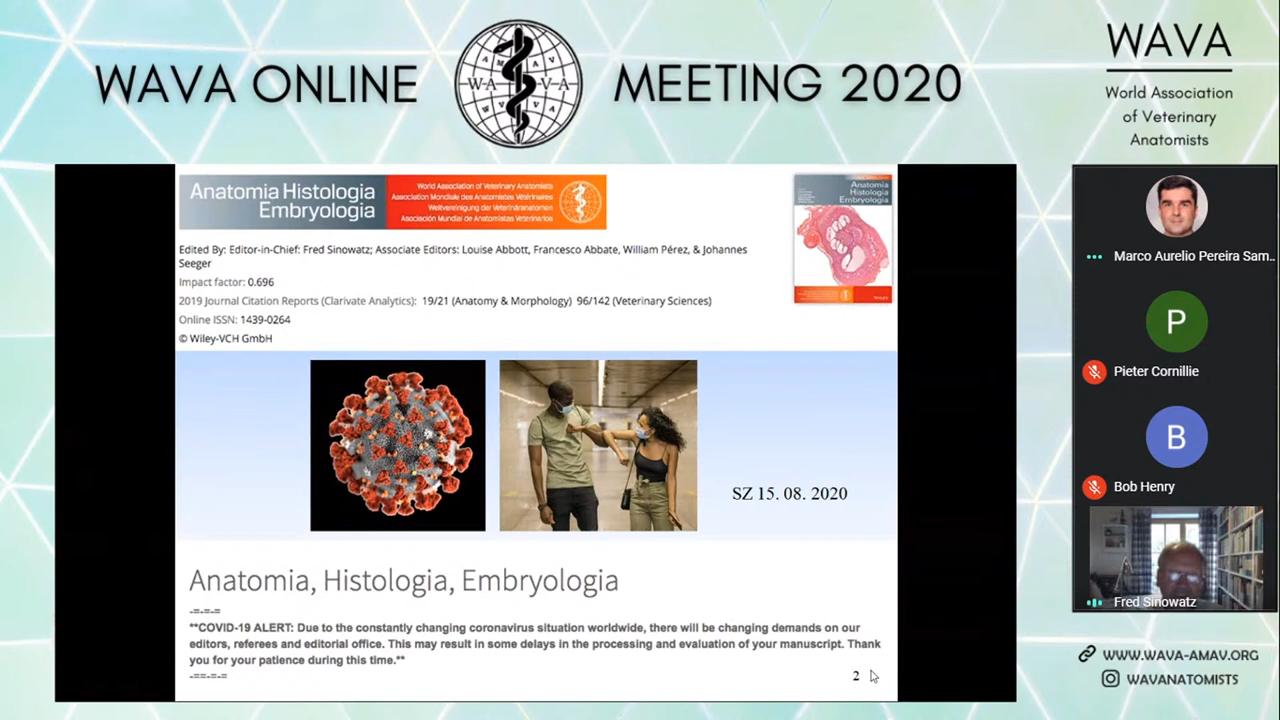 WAVA ONLINE
MEETING 2020
WAVA
World Association
of Veterinary
Anatomists
Anatomia Histologia
Embryologia
World Association of Veterinary Anatomists
Association Mondiale des Anatomistes Vétérinaires
Weltvereinigung der Veterinäranatomen
Asociación Mundial de Anatomistas Veterinarios
Anatomia
Histologia
Embryologia
Edited By: Editor-in-Chief: Fred Sinowatz; Associate Editors: Louise Abbott, Francesco Abbate, William Pérez, & Johannes
Seeger
Impact factor: 0.696
2019 Journal Citation Reports (Clarivate Analytics): 19/21 (Anatomy & Morphology) 96/142 (Veterinary Sciences)
Online ISSN: 1439-0264
© Wiley-VCH GmbH
SZ 15. 08. 2020
Anatomia, Histologia, Embryologia
-=-=-=
**COVID-19 ALERT: Due to the constantly changing coronavirus situation worldwide, there will be changing demands on our
editors, referees and editorial office. This may result in some delays in the processing and evaluation of your manuscript. Thank
you for your patience during this time.**
2
Marco Aurelio Pereira Sam...
P
Pieter Cornillie
B
Bob Henry
Fred Sinowatz
WWW.WAVA-AMAV.ORG
WAVANATOMISTS